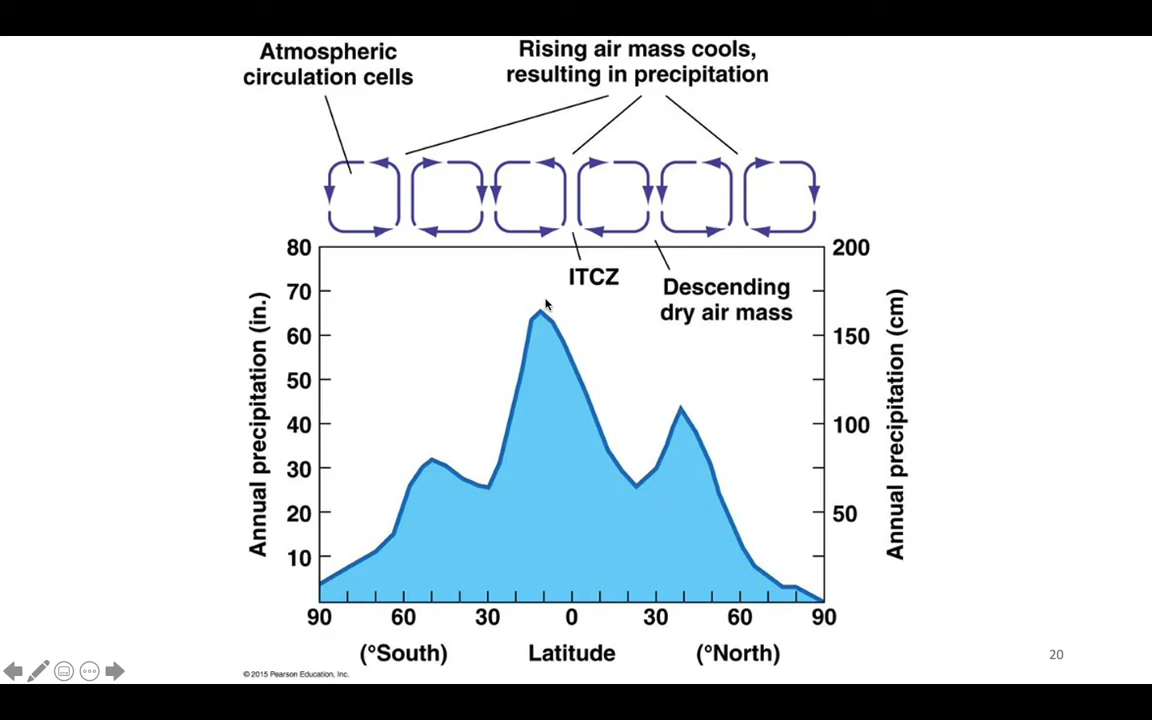 Atmospheric
circulation cells
Rising air mass cools,
resulting in precipitation
ITCZ
Descending
dry air mass
Annual precipitation (in.)
80
70
60
50
40
30
20
10
200
150
100
50
Annual precipitation (cm)
90 60 30 0 30 60 90
(°South) Latitude (°North)
© 2015 Pearson Education, Inc.
20